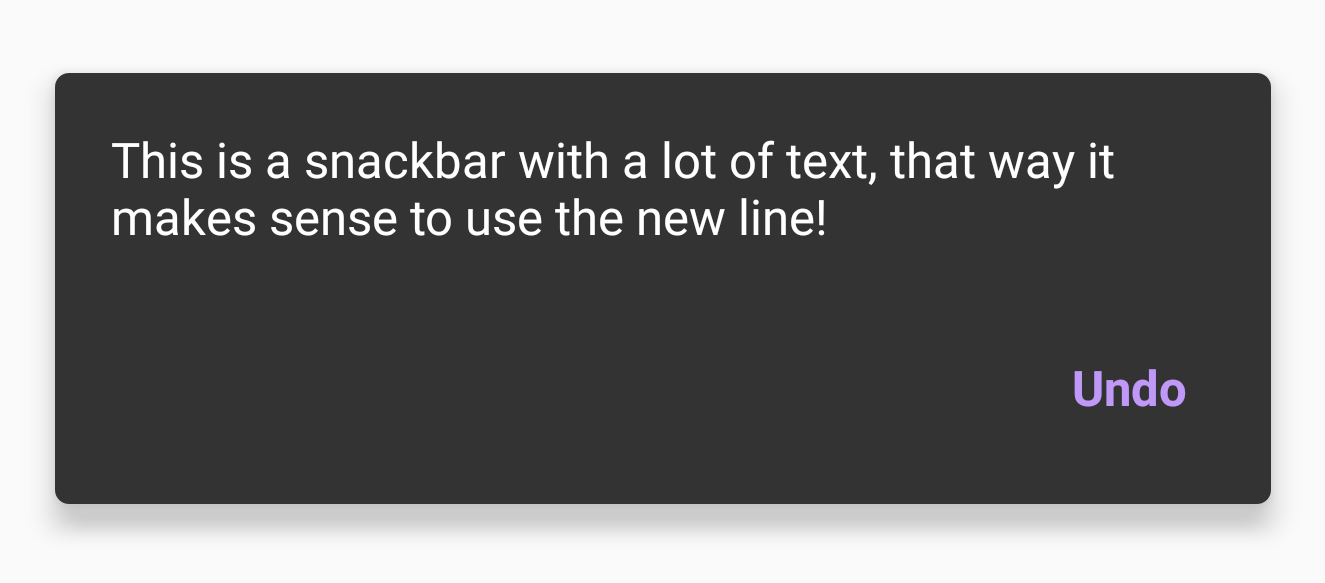 This is a snackbar with a lot of text, that way it
makes sense to use the new line!
Undo